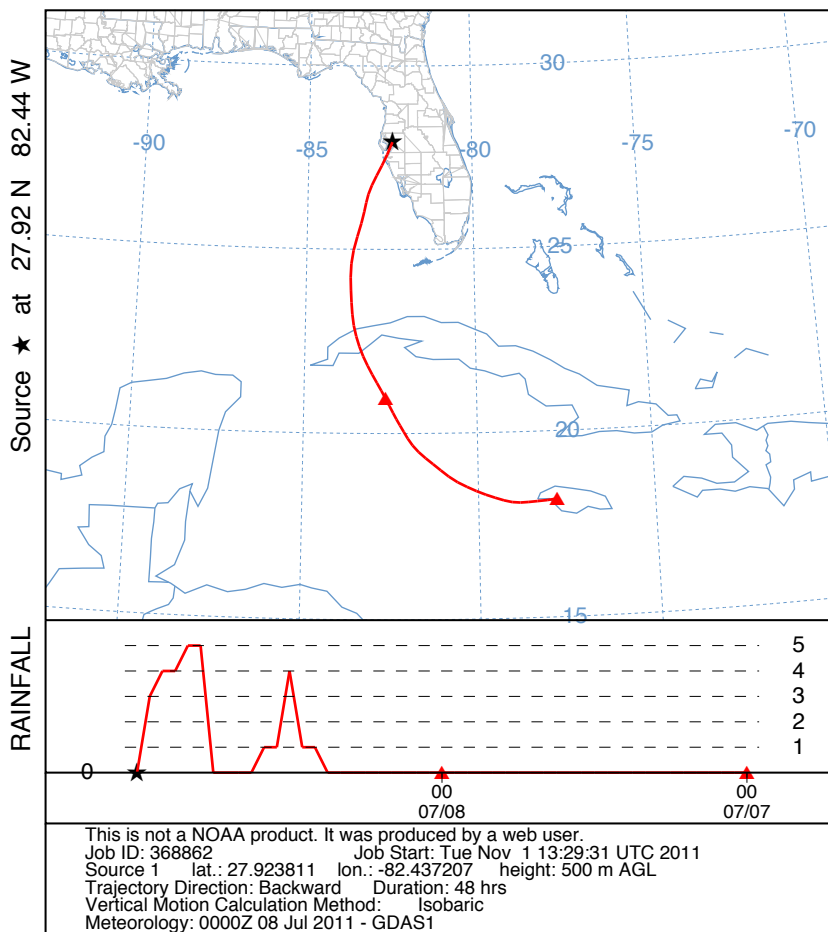 Source ★ at 27.92 N 82.44 W
30
-90
-85
-80
-75
-70
25
20
15
RAINFALL
5
4
3
2
1
0
00 00
07/08 07/07
This is not a NOAA product. It was produced by a web user.
Job ID: 368862 Job Start: Tue Nov 1 13:29:31 UTC 2011
Source 1 lat.: 27.923811 lon.: -82.437207 height: 500 m AGL
Trajectory Direction: Backward Duration: 48 hrs
Vertical Motion Calculation Method: Isobaric
Meteorology: 0000Z 08 Jul 2011 - GDAS1